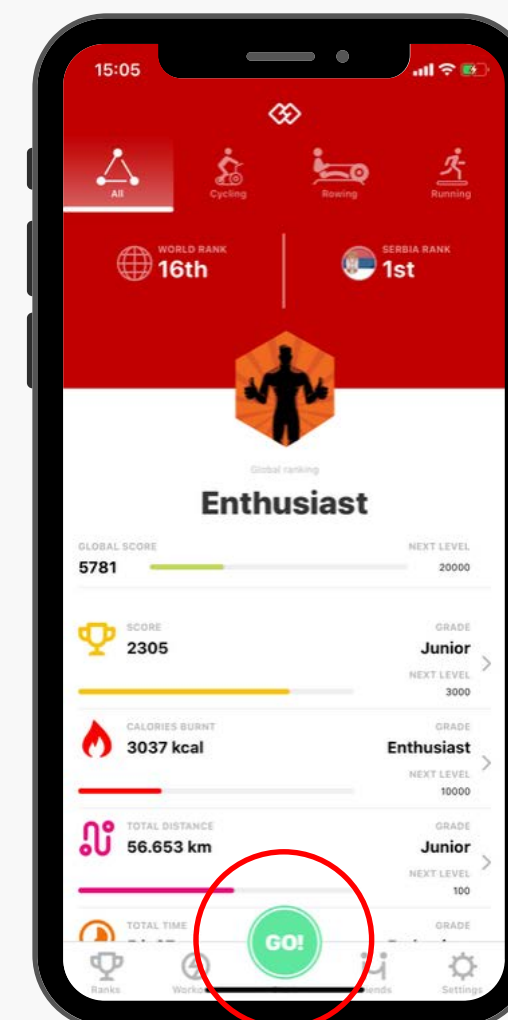 15:05
All
Cycling
Rowing
Running
WORLD RANK
16th
SERBIA RANK
1st
Global ranking
Enthusiast
GLOBAL SCORE
NEXT LEVEL
5781
20000
SCORE
GRADE
2305
Junior
NEXT LEVEL
3000
CALORIES BURNT
GRADE
3037 kcal
Enthusiast
NEXT LEVEL
10000
TOTAL DISTANCE
GRADE
56.653 km
Junior
NEXT LEVEL
100
TOTAL TIME
GRADE
GO!
Ranks
Settings